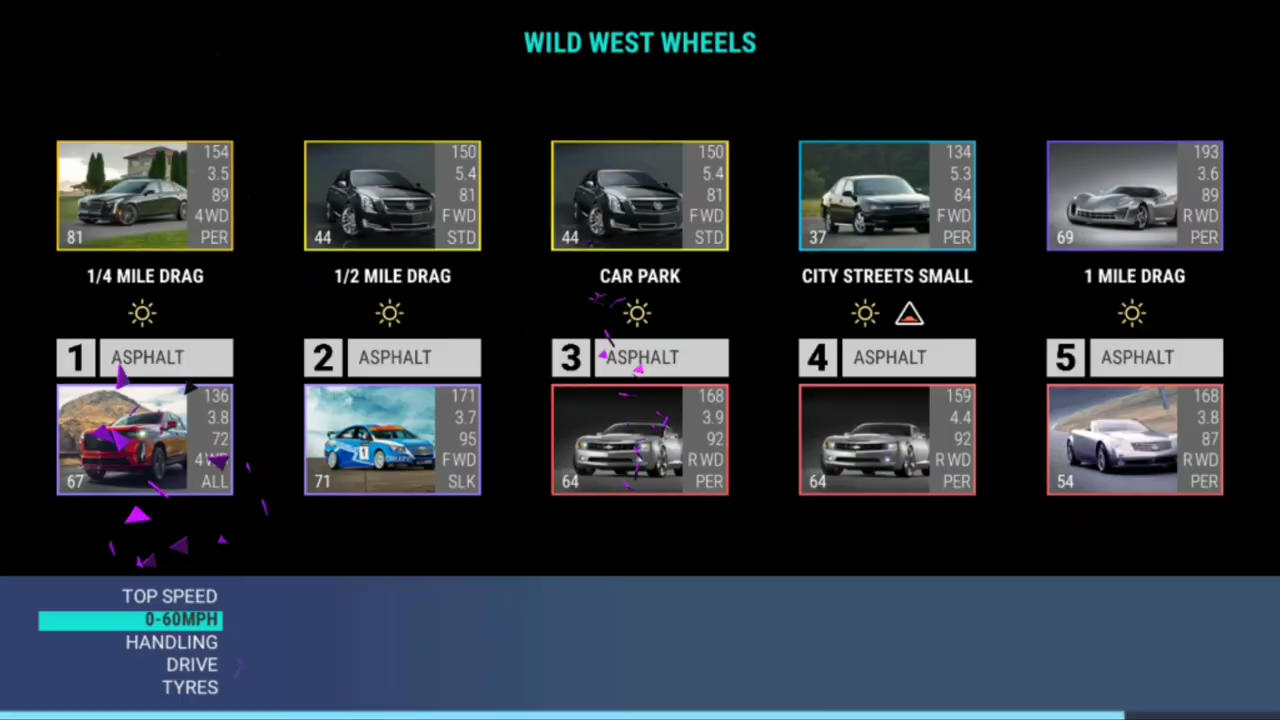 WILD WEST WHEELS
154
3.5
89
4WD
81 PER
150
5.4
81
FWD
44 STD
150
5.4
81
FWD
44 STD
134
5.3
84
FWD
37 PER
193
3.6
89
RWD
69 PER
1/4 MILE DRAG
1/2 MILE DRAG
CAR PARK
CITY STREETS SMALL
1 MILE DRAG
1 ASPHALT
2 ASPHALT
3 ASPHALT
4 ASPHALT
5 ASPHALT
136
3.8
72
4WD
67 ALL
171
3.7
95
FWD
71 SLK
168
3.9
92
RWD
64 PER
159
4.4
92
RWD
64 PER
168
3.8
87
RWD
54 PER
TOP SPEED
0-60MPH
HANDLING
DRIVE
TYRES